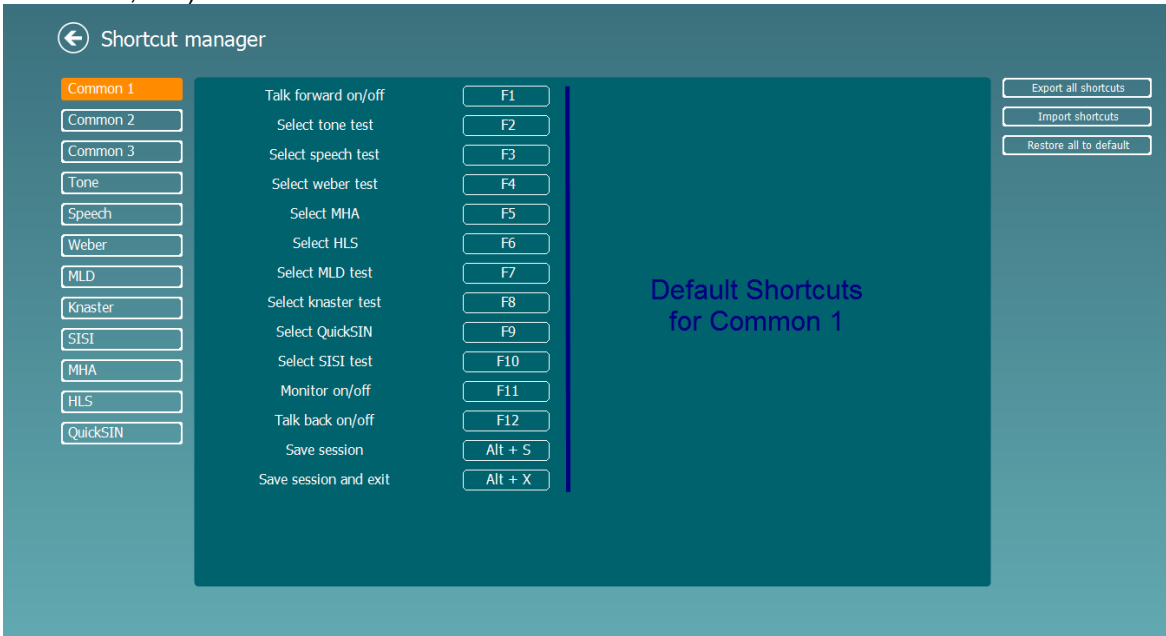 Shortcut manager
Common 1
Common 2
Common 3
Tone
Speech
Weber
MLD
Knaster
SISI
MHA
HLS
QuickSIN
Talk forward on/off F1
Select tone test F2
Select speech test F3
Select weber test F4
Select MHA F5
Select HLS F6
Select MLD test F7
Select knaster test F8
Select QuickSIN F9
Select SISI test F10
Monitor on/off F11
Talk back on/off F12
Save session Alt + S
Save session and exit Alt + X
Default Shortcuts
for Common 1
Export all shortcuts
Import shortcuts
Restore all to default